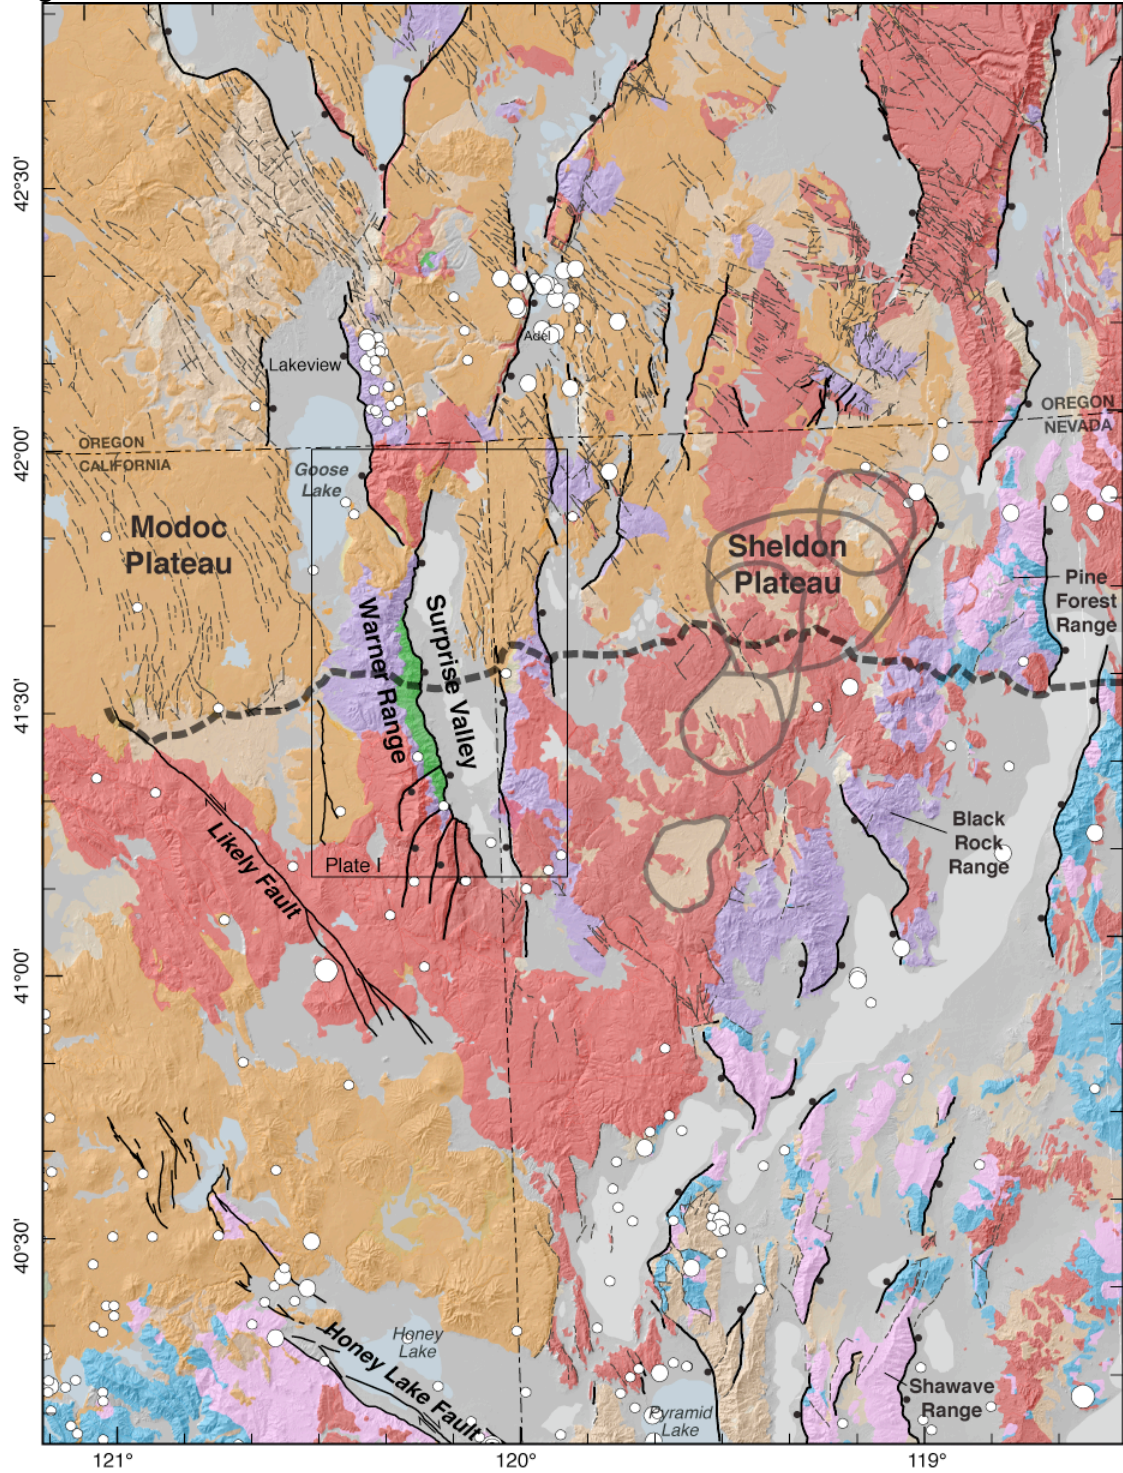 42°30'
Adel
Lakeview
OREGON
NEVADA
42°00'
OREGON
CALIFORNIA
Goose
Lake
Modoc
Plateau
Sheldon
Plateau
Pine
Forest
Range
Warner Range
Surprise Valley
41°30'
Black
Rock
Range
Likely Fault
Plate I
41°00'
40°30'
Honey
Lake
Honey Lake Fault
Shawave
Range
Pyramid
Lake
121°
120°
119°